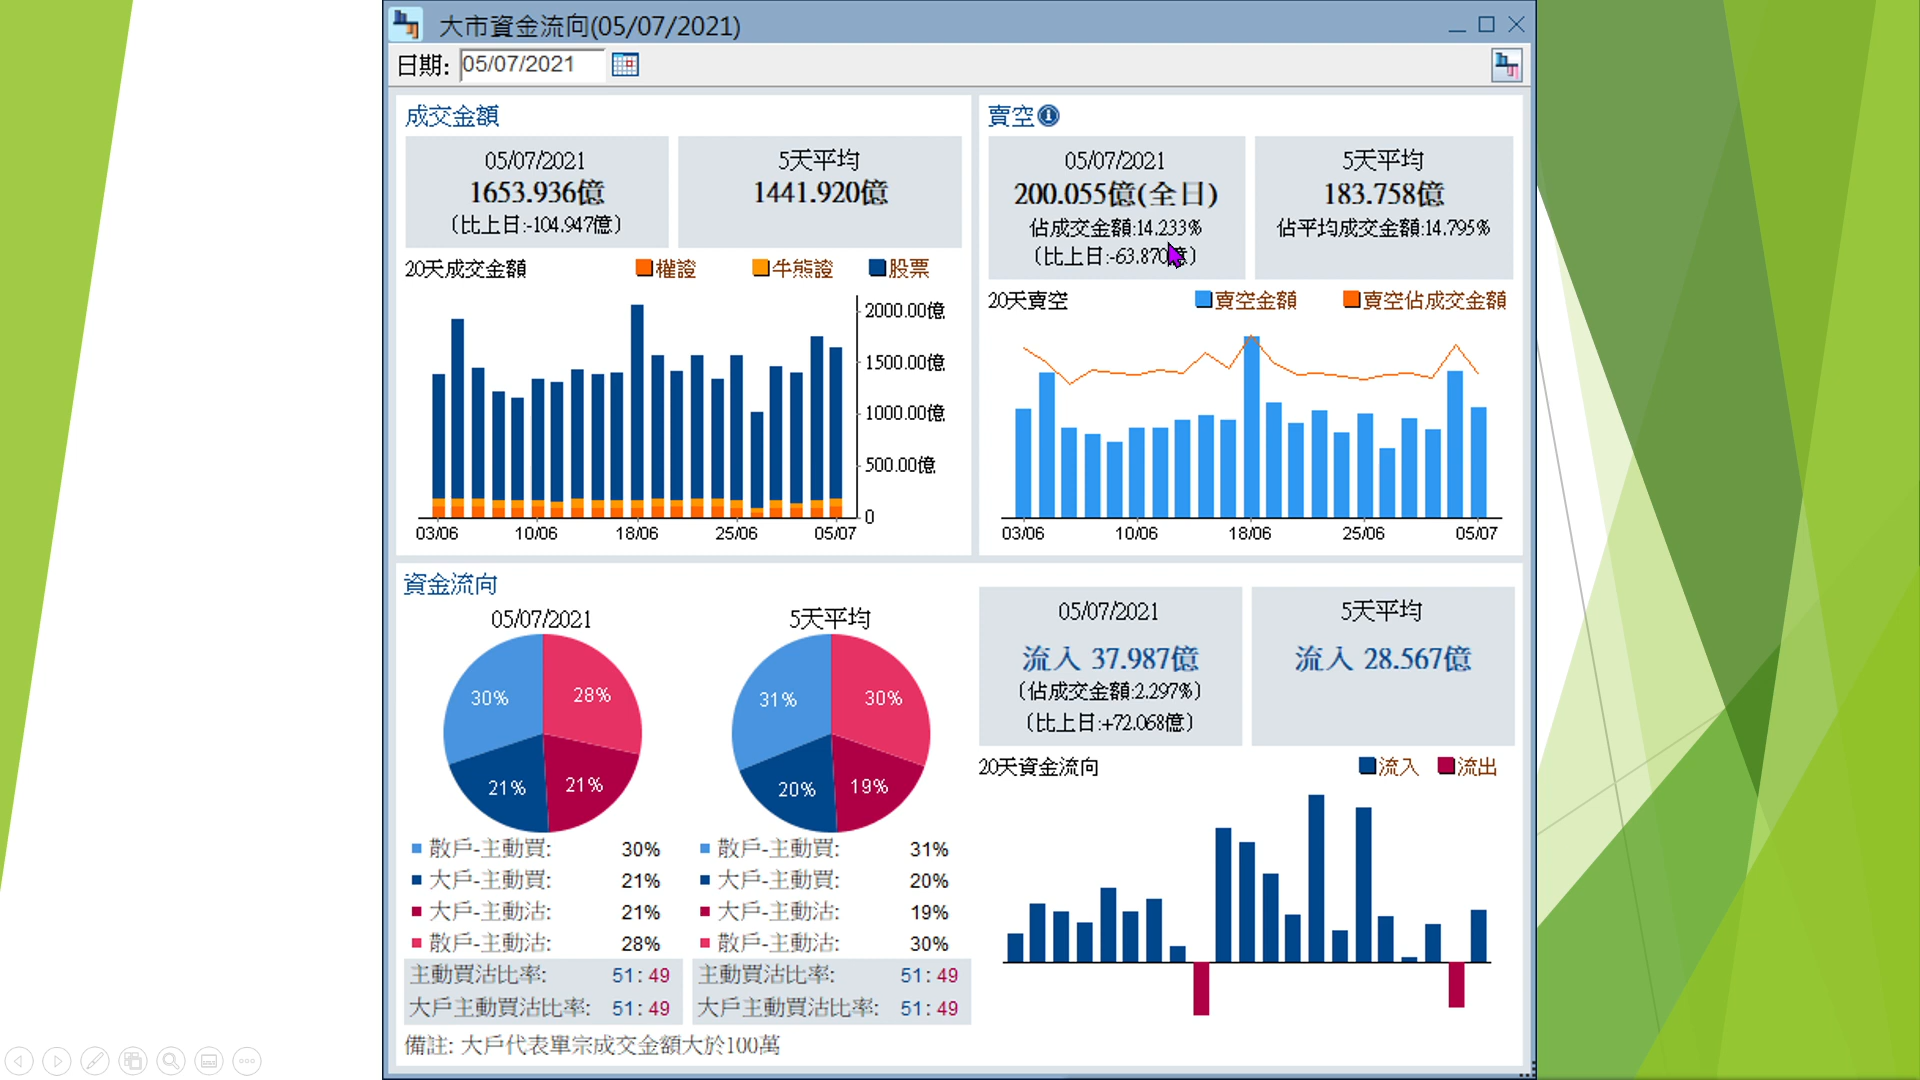 大市資金流向(05/07/2021)
日期: 05/07/2021
成交金額
05/07/2021
1653.936億
(比上日:-104.947億)
5天平均
1441.920億
20天成交金額 權證 牛熊證 股票
2000.00億
1500.00億
1000.00億
500.00億
0
03/06 10/06 18/06 25/06 05/07
賣空
05/07/2021
200.055億(全日)
佔成交金額:14.233%
(比上日:-63.870億)
5天平均
183.758億
佔平均成交金額:14.795%
20天賣空 賣空金額 賣空佔成交金額
03/06 10/06 18/06 25/06 05/07
資金流向
05/07/2021
30%
28%
21%
21%
散戶-主動買: 30%
大戶-主動買: 21%
大戶-主動沽: 21%
散戶-主動沽: 28%
主動買沽比率: 51: 49
大戶主動買沽比率: 51: 49
5天平均
31%
30%
20%
19%
散戶-主動買: 31%
大戶-主動買: 20%
大戶-主動沽: 19%
散戶-主動沽: 30%
主動買沽比率: 51: 49
大戶主動買沽比率: 51: 49
備註: 大戶代表單宗成交金額大於100萬
05/07/2021
流入 37.987億
(佔成交金額:2.297%)
(比上日:+72.068億)
5天平均
流入 28.567億
20天資金流向 流入 流出